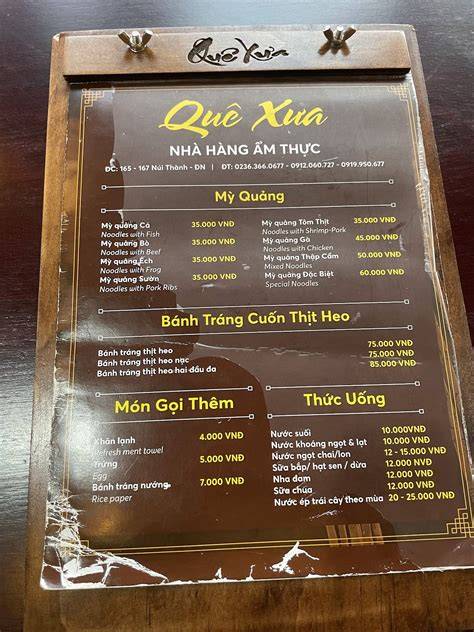 Quê Xưa
Quê Xưa
NHÀ HÀNG ẨM THỰC
ĐC: 165 - 167 Núi Thành - ĐN | ĐT: 0236.366.0677 - 0912.060.727 - 0919.950.677
Mỳ Quảng
Mỳ quảng Cá 35.000 VNĐ
Noodles with Fish
Mỳ quảng Bò 35.000 VNĐ
Noodles with Beef
Mỳ quảng Ếch 35.000 VNĐ
Noodles with Frog
Mỳ quảng Sườn 35.000 VNĐ
Noodles with Pork Ribs
Mỳ quảng Tôm Thịt 35.000 VNĐ
Noodles with Shrimp-Pork
Mỳ quảng Gà 45.000 VNĐ
Noodles with Chicken
Mỳ quảng Thập Cẩm 50.000 VNĐ
Mixed Noodles
Mỳ quảng Đặc Biệt 60.000 VNĐ
Special Noodles
Bánh Tráng Cuốn Thịt Heo
Bánh tráng thịt heo 75.000 VNĐ
Bánh tráng thịt heo nạc 75.000 VNĐ
Bánh tráng thịt heo hai đầu da 85.000 VNĐ
Món Gọi Thêm
Khăn lạnh 4.000 VNĐ
Refresh ment towel
Trứng 5.000 VNĐ
Egg
Bánh tráng nướng 7.000 VNĐ
Rice paper
Thức Uống
Nước suối 10.000VNĐ
Nước khoáng ngọt & lạt 10.000 VNĐ
Nước ngọt chai/lon 12 - 15.000 VNĐ
Sữa bắp/ hạt sen / dừa 12.000 NVĐ
Nha đam 12.000 VNĐ
Sữa chua 12.000 VNĐ
Nước ép trái cây theo mùa 20 - 25.000 VNĐ